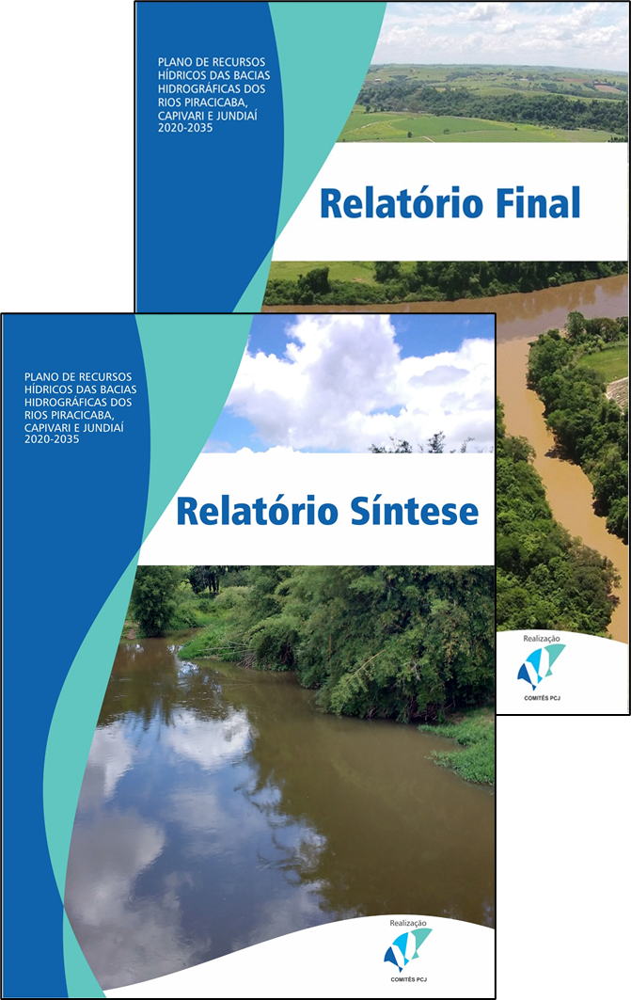 PLANO DE RECURSOS
HÍDRICOS DAS BACIAS
HIDROGRÁFICAS DOS
RIOS PIRACICABA,
CAPIVARI E JUNDIAÍ
2020-2035
Relatório Final
Realização
COMITÊS PCJ
PLANO DE RECURSOS
HÍDRICOS DAS BACIAS
HIDROGRÁFICAS DOS
RIOS PIRACICABA,
CAPIVARI E JUNDIAÍ
2020-2035
Relatório Síntese
Realização
COMITÊS PCJ